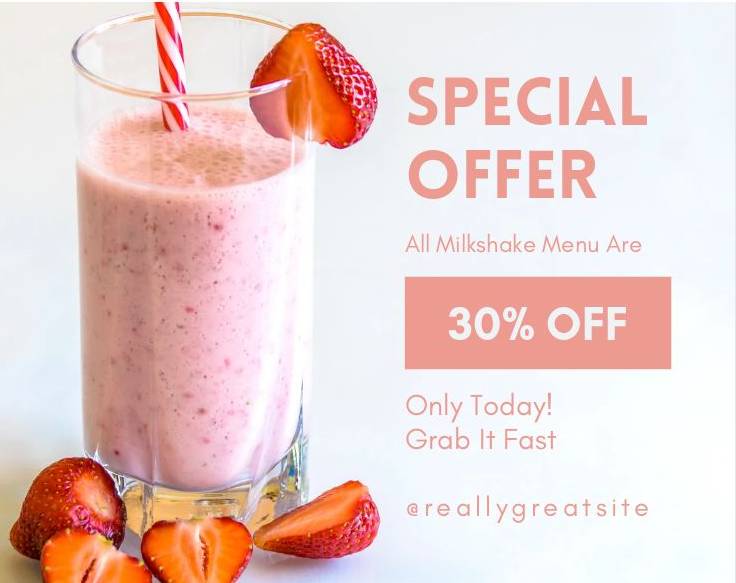 SPECIAL
OFFER
All Milkshake Menu Are
30% OFF
Only Today!
Grab It Fast
@reallygreatsite